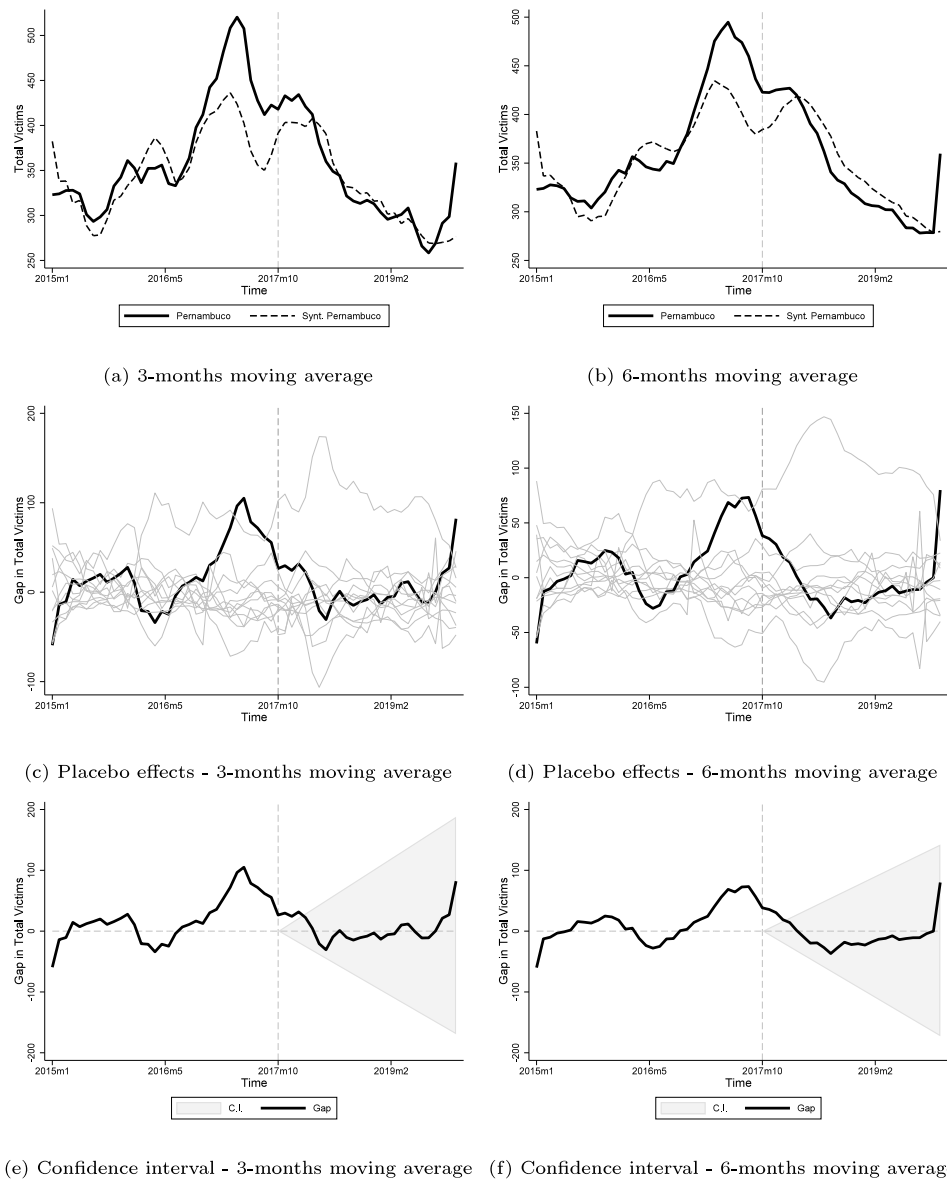 Total Victims
500
450
400
350
300
250
2015m1 2016m5 2017m10 2019m2
Time
Pernambuco Synt. Pernambuco
(a) 3-months moving average
Total Victims
500
450
400
350
300
250
2015m1 2016m5 2017m10 2019m2
Time
Pernambuco Synt. Pernambuco
(b) 6-months moving average
Gap in Total Victims
200
100
0
-100
2015m1 2016m5 2017m10 2019m2
Time
(c) Placebo effects - 3-months moving average
Gap in Total Victims
150
100
50
0
-50
-100
2015m1 2016m5 2017m10 2019m2
Time
(d) Placebo effects - 6-months moving average
Gap in Total Victims
200
100
0
-100
-200
2015m1 2016m5 2017m10 2019m2
Time
C.I. Gap
(e) Confidence interval - 3-months moving average
Gap in Total Victims
200
100
0
-100
-200
2015m1 2016m5 2017m10 2019m2
Time
C.I. Gap
(f) Confidence interval - 6-months moving averag